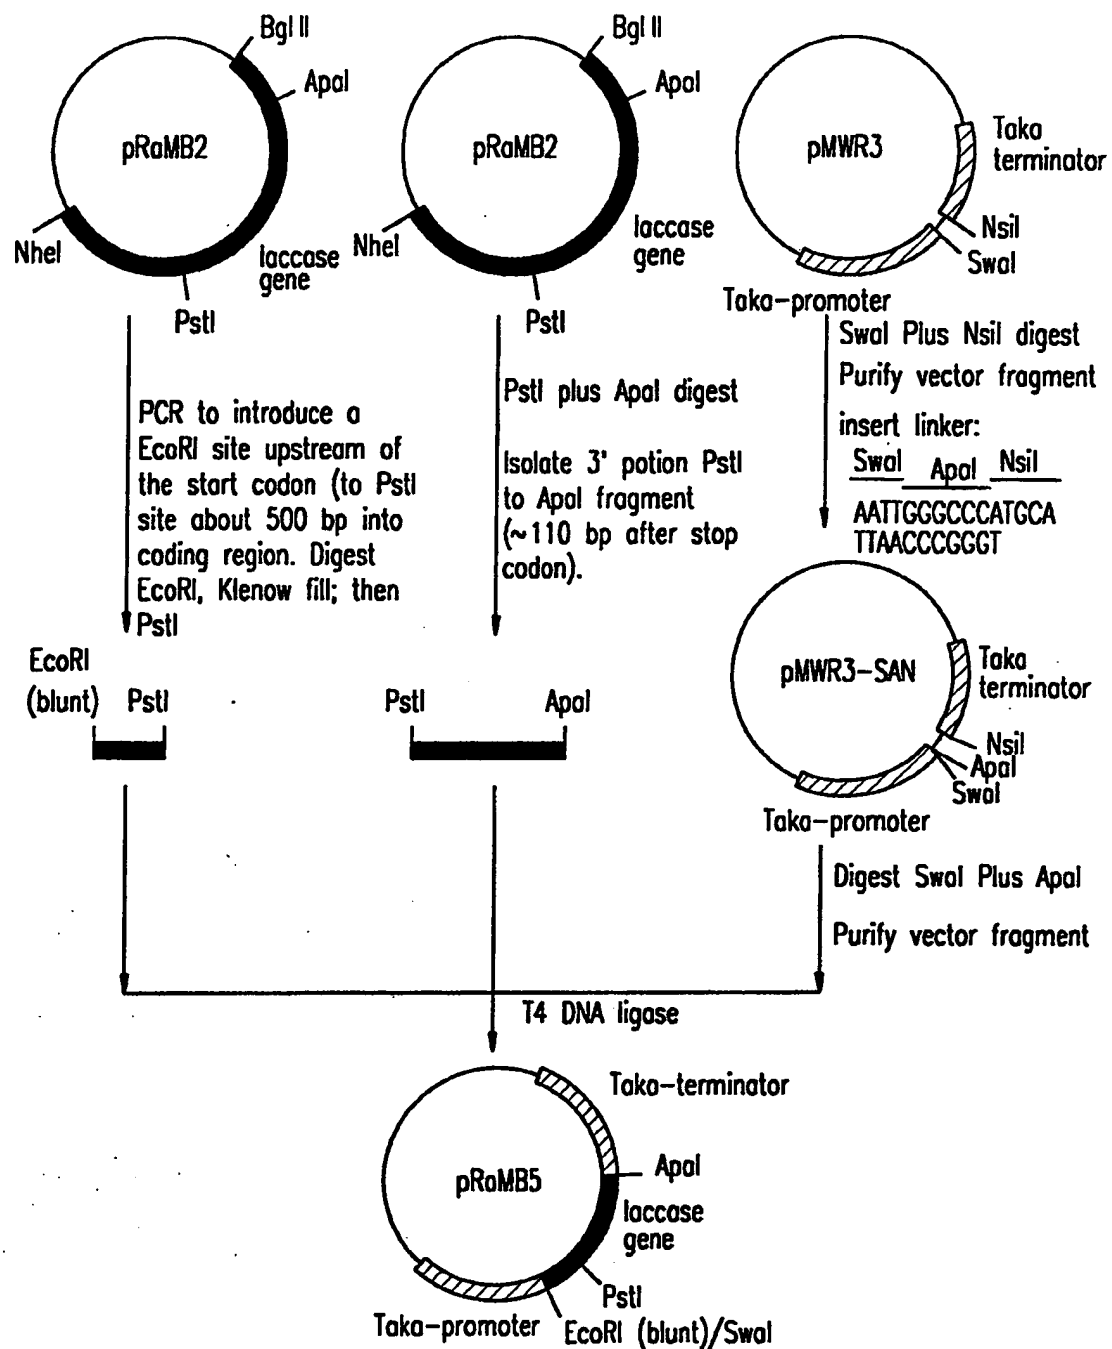 Bgl II
ApaI
pRaMB2
NheI
laccase
gene
PstI
PCR to introduce a
EcoRI site upstream of
the start codon (to PstI
site about 500 bp into
coding region. Digest
EcoRI, Klenow fill; then
PstI
Bgl II
ApaI
pRaMB2
NheI
laccase
gene
PstI
PstI plus ApaI digest
Isolate 3' potion PstI
to ApaI fragment
(~110 bp after stop
codon).
pMWR3
Taka
terminator
NsiI
SwaI
Taka-promoter
SwaI Plus NsiI digest
Purify vector fragment
insert linker:
SwaI ApaI NsiI
AATTGGGCCCATGCA
TTAACCCGGGT
EcoRI
(blunt) PstI
PstI ApaI
pMWR3-SAN
Taka
terminator
NsiI
ApaI
SwaI
Taka-promoter
Digest SwaI Plus ApaI
Purify vector fragment
T4 DNA ligase
Taka-terminator
pRaMB5
ApaI
laccase
gene
PstI
Taka-promoter
EcoRI (blunt)/SwaI